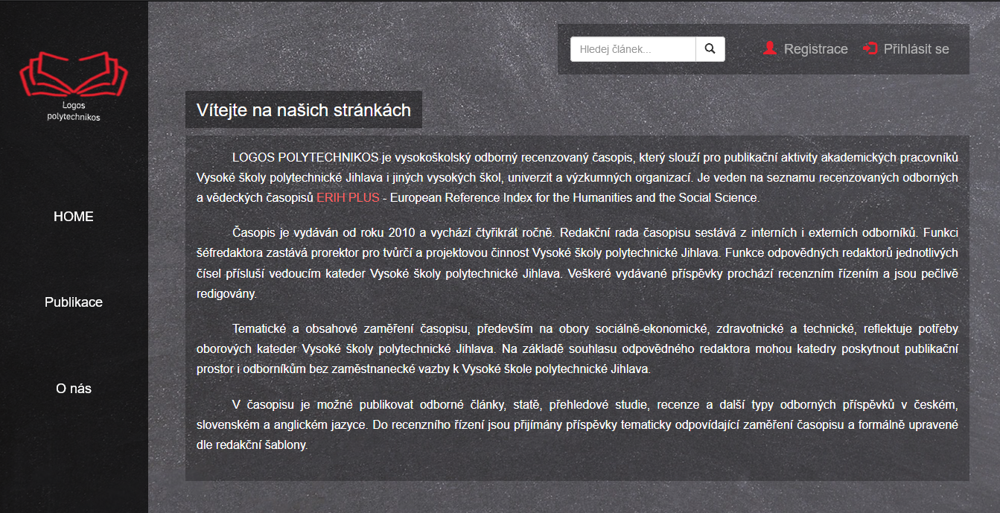 Logos
polytechnikos
HOME
Publikace
O nás
Hledej článek...
Registrace
Přihlásit se
Vítejte na našich stránkách
LOGOS POLYTECHNIKOS je vysokoškolský odborný recenzovaný časopis, který slouží pro publikační aktivity akademických pracovníků
Vysoké školy polytechnické Jihlava i jiných vysokých škol, univerzit a výzkumných organizací. Je veden na seznamu recenzovaných odborných
a vědeckých časopisů ERIH PLUS - European Reference Index for the Humanities and the Social Science.
Časopis je vydáván od roku 2010 a vychází čtyřikrát ročně. Redakční rada časopisu sestává z interních i externích odborníků. Funkci
šéfredaktora zastává prorektor pro tvůrčí a projektovou činnost Vysoké školy polytechnické Jihlava. Funkce odpovědných redaktorů jednotlivých
čísel přísluší vedoucím kateder Vysoké školy polytechnické Jihlava. Veškeré vydávané příspěvky prochází recenzním řízením a jsou pečlivě
redigovány.
Tematické a obsahové zaměření časopisu, především na obory sociálně-ekonomické, zdravotnické a technické, reflektuje potřeby
oborových kateder Vysoké školy polytechnické Jihlava. Na základě souhlasu odpovědného redaktora mohou katedry poskytnout publikační
prostor i odborníkům bez zaměstnanecké vazby k Vysoké škole polytechnické Jihlava.
V časopisu je možné publikovat odborné články, statě, přehledové studie, recenze a další typy odborných příspěvků v českém,
slovenském a anglickém jazyce. Do recenzního řízení jsou přijímány příspěvky tematicky odpovídající zaměření časopisu a formálně upravené
dle redakční šablony.